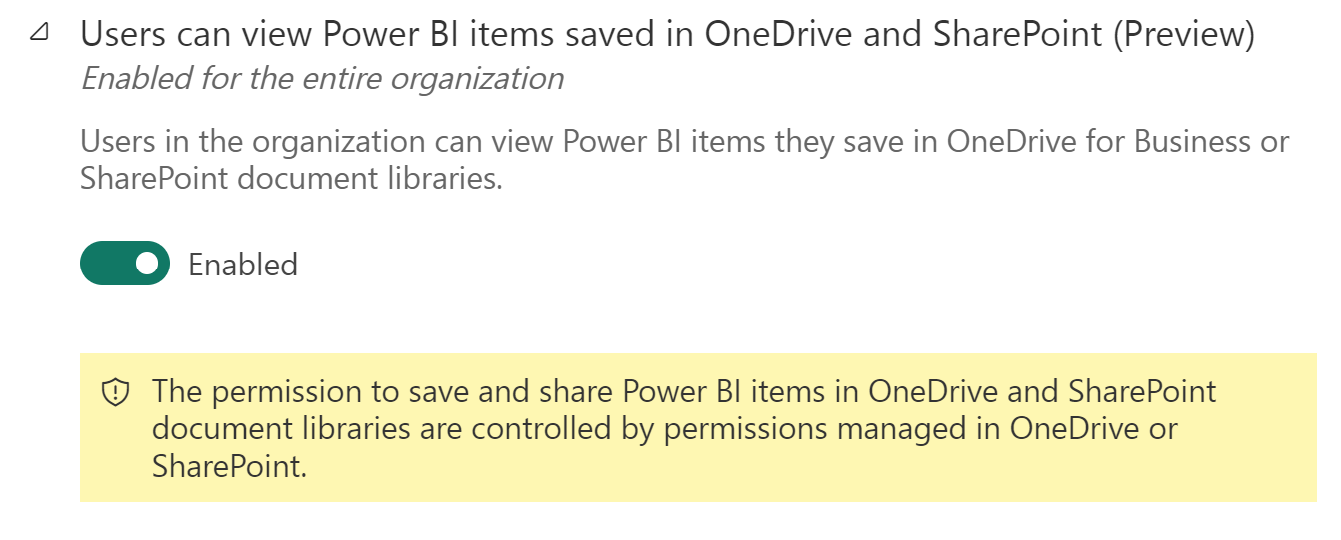 Users can view Power BI items saved in OneDrive and SharePoint (Preview)
Enabled for the entire organization
Users in the organization can view Power BI items they save in OneDrive for Business or
SharePoint document libraries.
Enabled
The permission to save and share Power BI items in OneDrive and SharePoint
document libraries are controlled by permissions managed in OneDrive or
SharePoint.